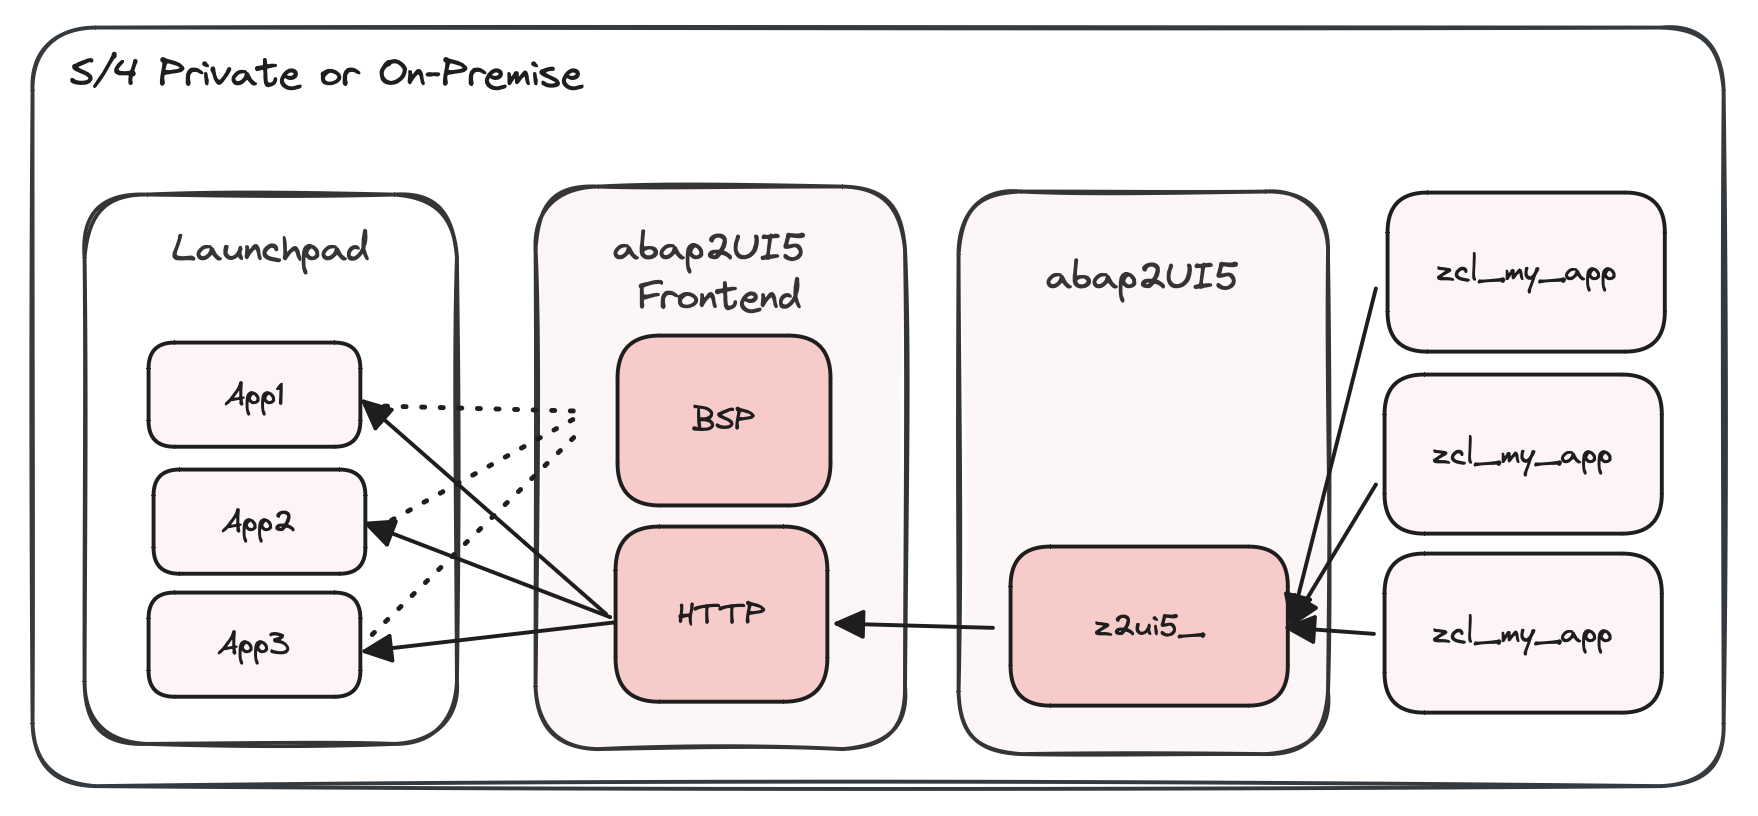 S/4 Private or On-Premise
Launchpad
App1
App2
App3
abap2UI5
Frontend
BSP
HTTP
abap2UI5
z2ui5_
zcl_my_app
zcl_my_app
zcl_my_app